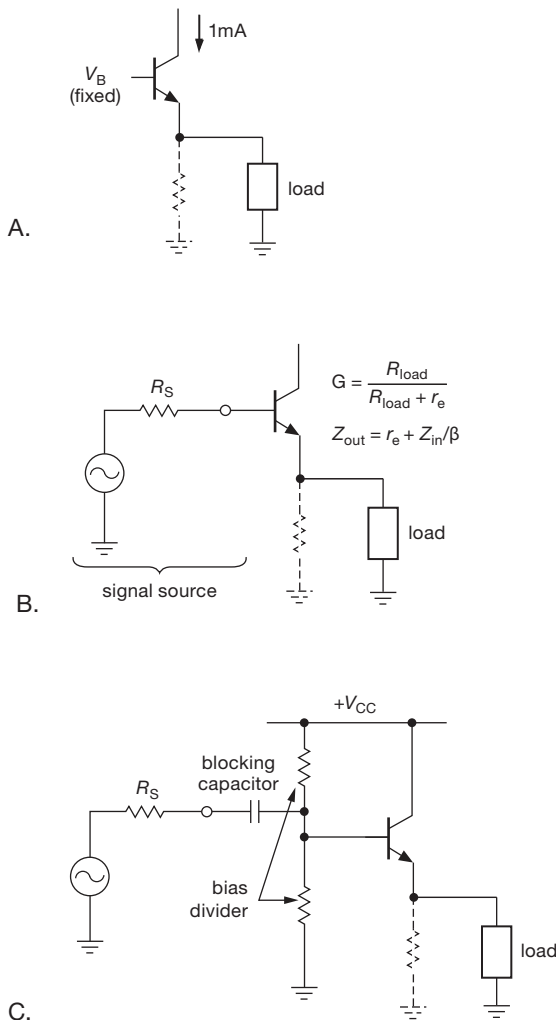 1mA
V_B
(fixed)
load
A.
R_S
G = R_load / (R_load + r_e)
Z_out = r_e + Z_in/β
load
signal source
B.
+V_CC
blocking
capacitor
R_S
bias
divider
load
C.